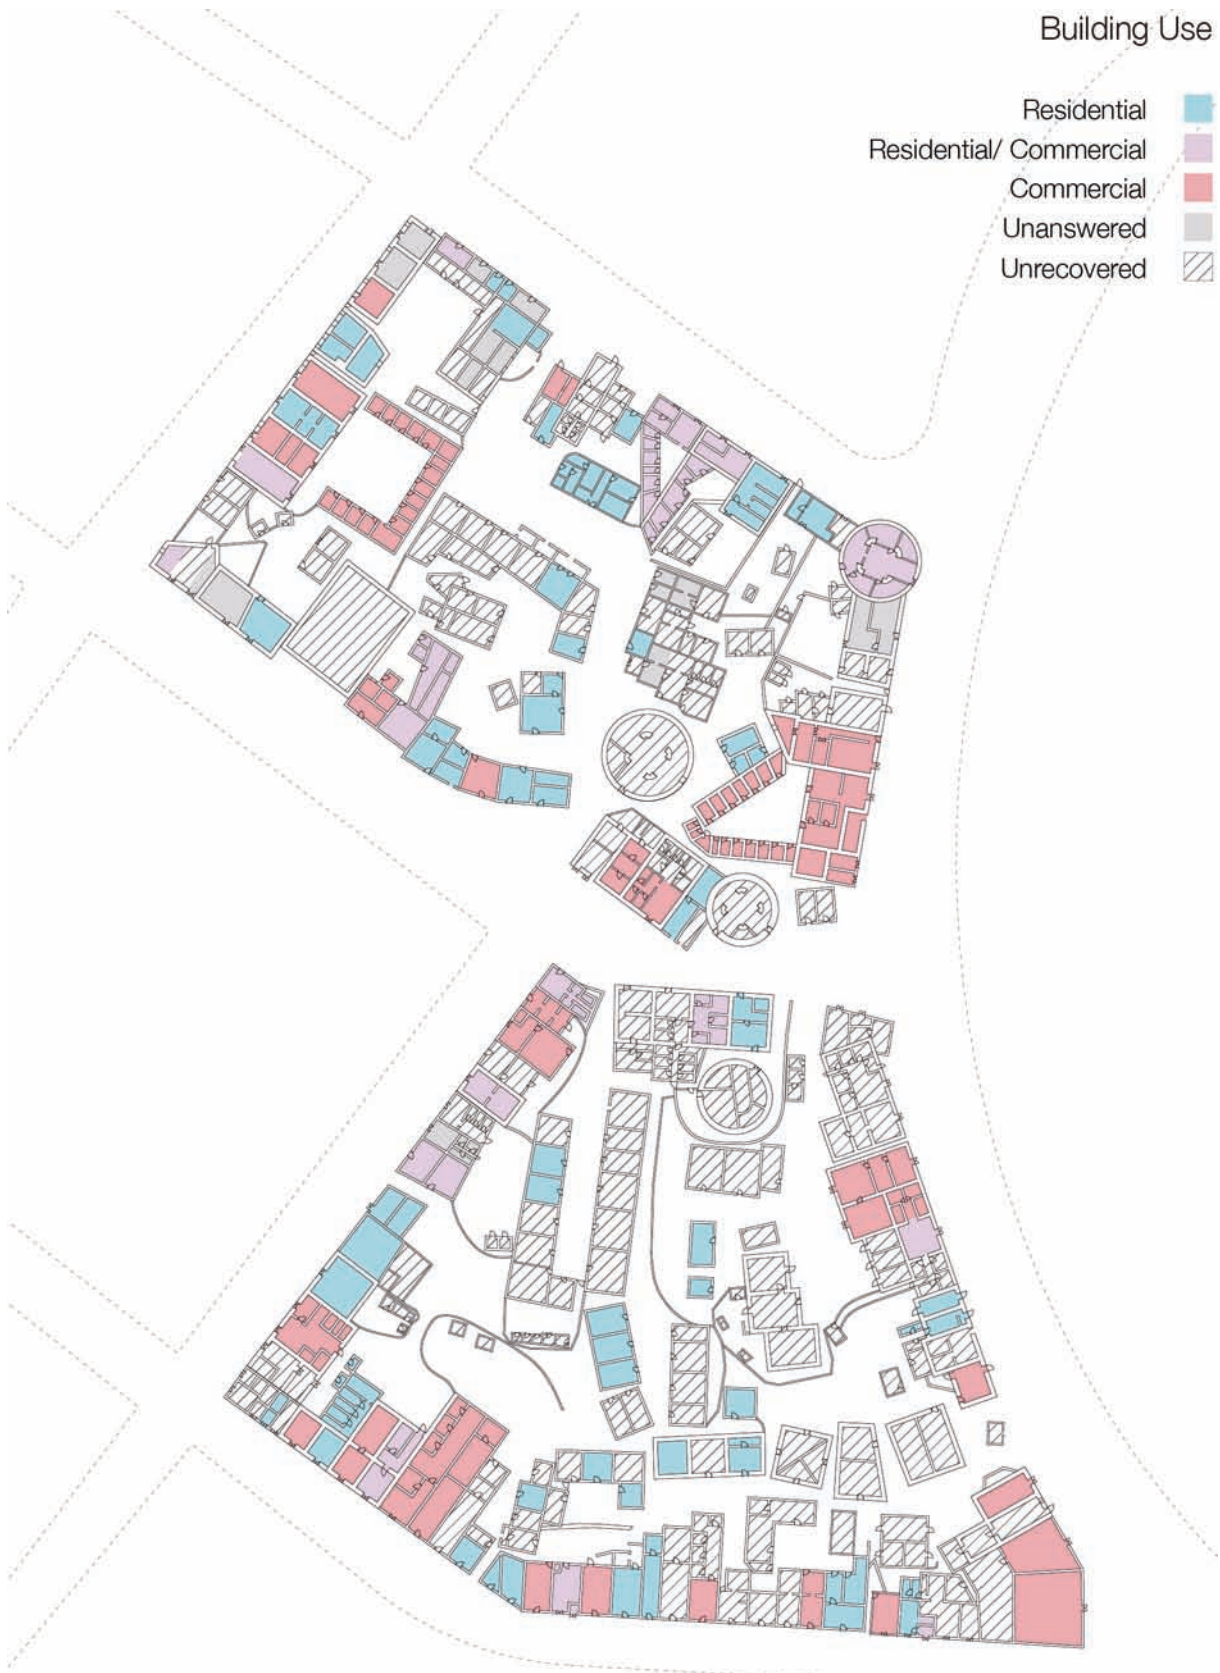 Building Use
Residential
Residential/ Commercial
Commercial
Unanswered
Unrecovered